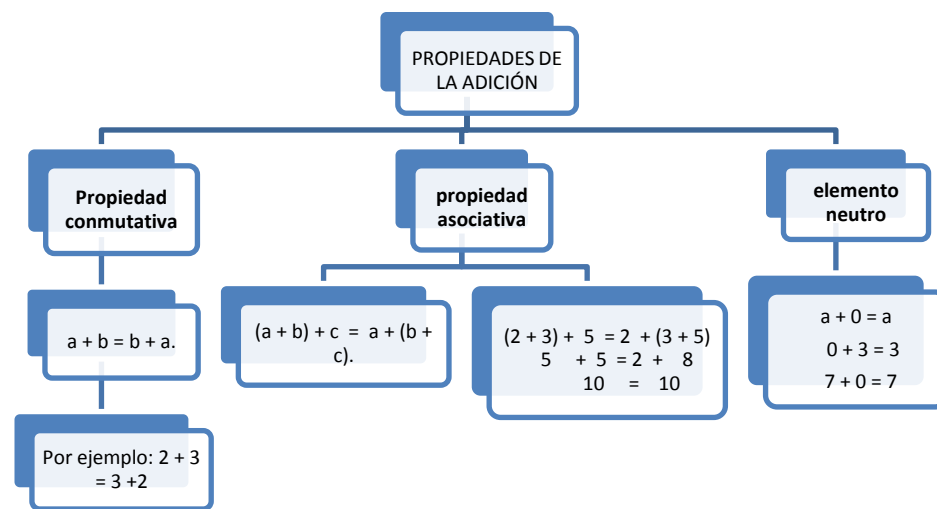 PROPIEDADES DE
LA ADICIÓN
Propiedad
conmutativa
a + b = b + a.
Por ejemplo: 2 + 3
= 3 +2
propiedad
asociativa
(a + b) + c = a + (b +
c).
(2 + 3) + 5 = 2 + (3 + 5)
5 + 5 = 2 + 8
10 = 10
elemento
neutro
a + 0 = a
0 + 3 = 3
7 + 0 = 7